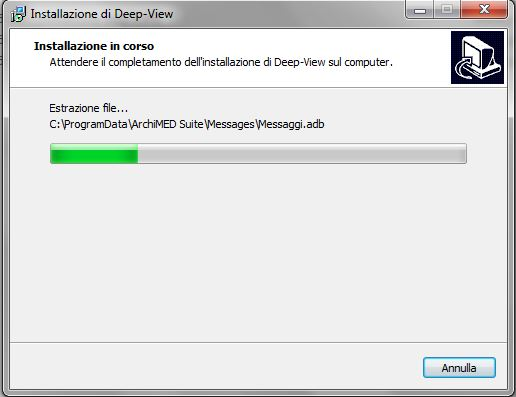 Installazione di Deep-View
Installazione in corso
Attendere il completamento dell'installazione di Deep-View sul computer.
Estrazione file...
C:\ProgramData\ArchiMED Suite\Messages\Messaggi.adb
Annulla